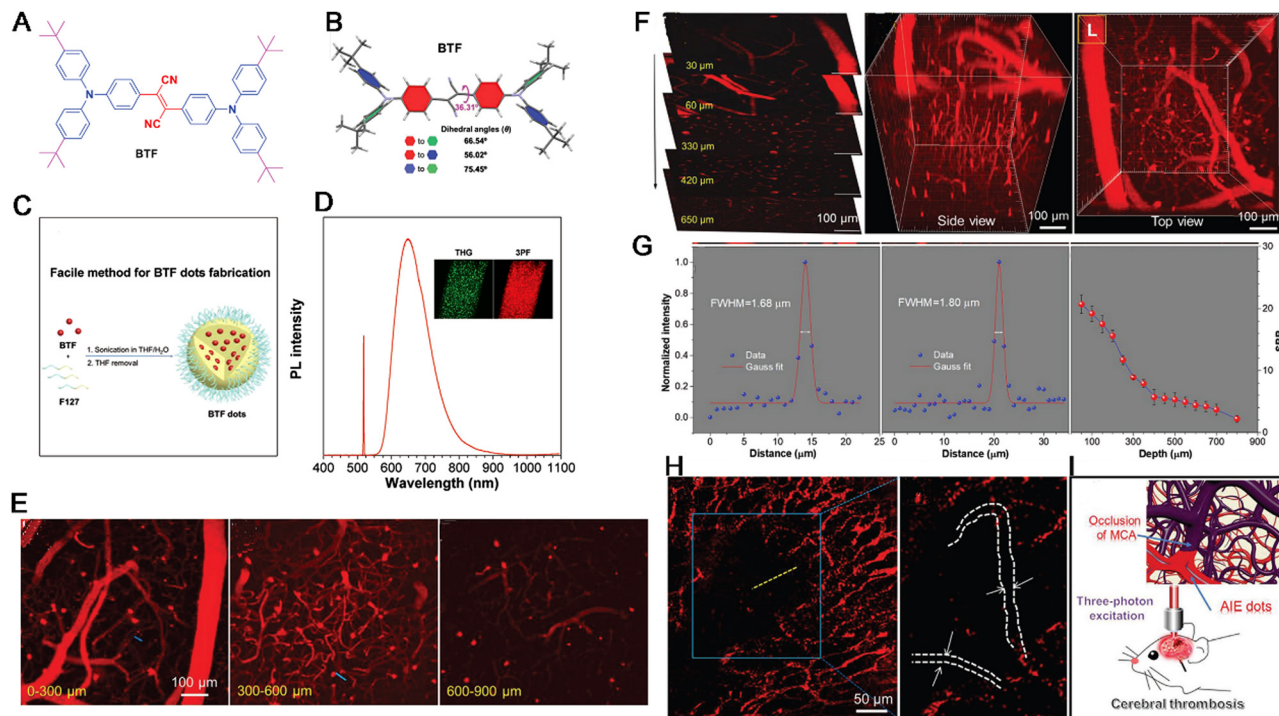 A
N
CN
NC
N
BTF
B
BTF
36.31°
Dihedral angles (θ)
to 66.54°
to 56.02°
to 75.45°
C
Facile method for BTF dots fabrication
BTF
+
F127
1. Sonication in THF/H₂O
2. THF removal
BTF dots
D
PL intensity
THG 3PF
400 500 600 700 800 900 1000 1100
Wavelength (nm)
E
0-300 μm
100 μm
300-600 μm
600-900 μm
F
30 μm
60 μm
330 μm
420 μm
650 μm
100 μm
Side view
100 μm
L
Top view
100 μm
G
Normalized intensity
1.0
0.8
0.6
0.4
0.2
0.0
FWHM=1.68 μm
Data
Gauss fit
0 5 10 15 20 25
Distance (μm)
FWHM=1.80 μm
Data
Gauss fit
0 10 20 30
Distance (μm)
30
20
10
0
SBR
100 300 500 700 900
Depth (μm)
H
50 μm
I
Occlusion
of MCA
AIE dots
Three-photon
excitation
Cerebral thrombosis